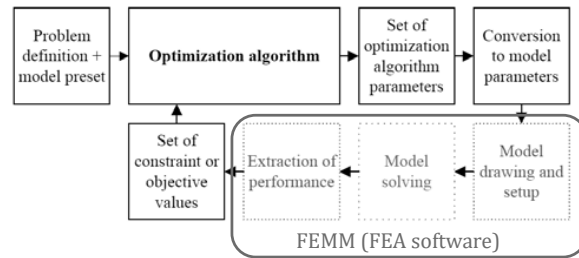 Problem
definition +
model preset
Optimization algorithm
Set of
optimization
algorithm
parameters
Conversion
to model
parameters
Set of
constraint or
objective
values
Extraction of
performance
Model
solving
Model
drawing and
setup
FEMM (FEA software)